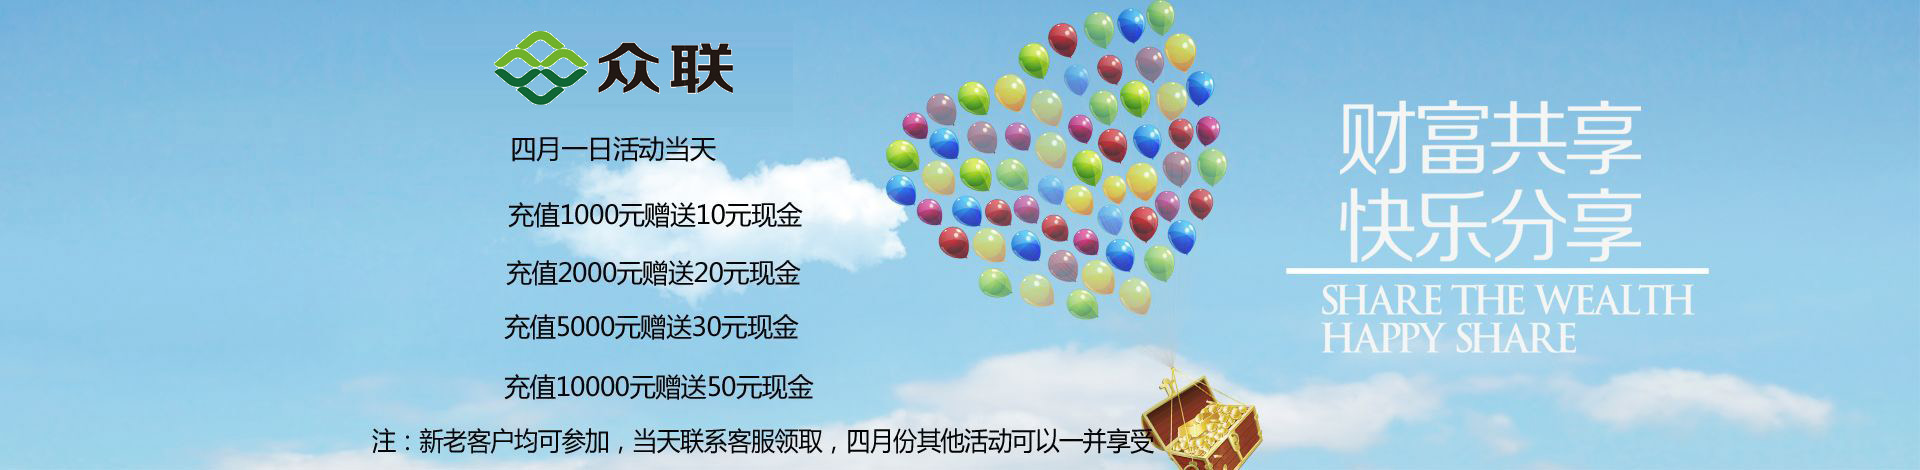 众联
四月一日活动当天
充值1000元赠送10元现金
充值2000元赠送20元现金
充值5000元赠送30元现金
充值10000元赠送50元现金
注：新老客户均可参加，当天联系客服领取，四月份其他活动可以一并享受
财富共享
快乐分享
SHARE THE WEALTH
HAPPY SHARE